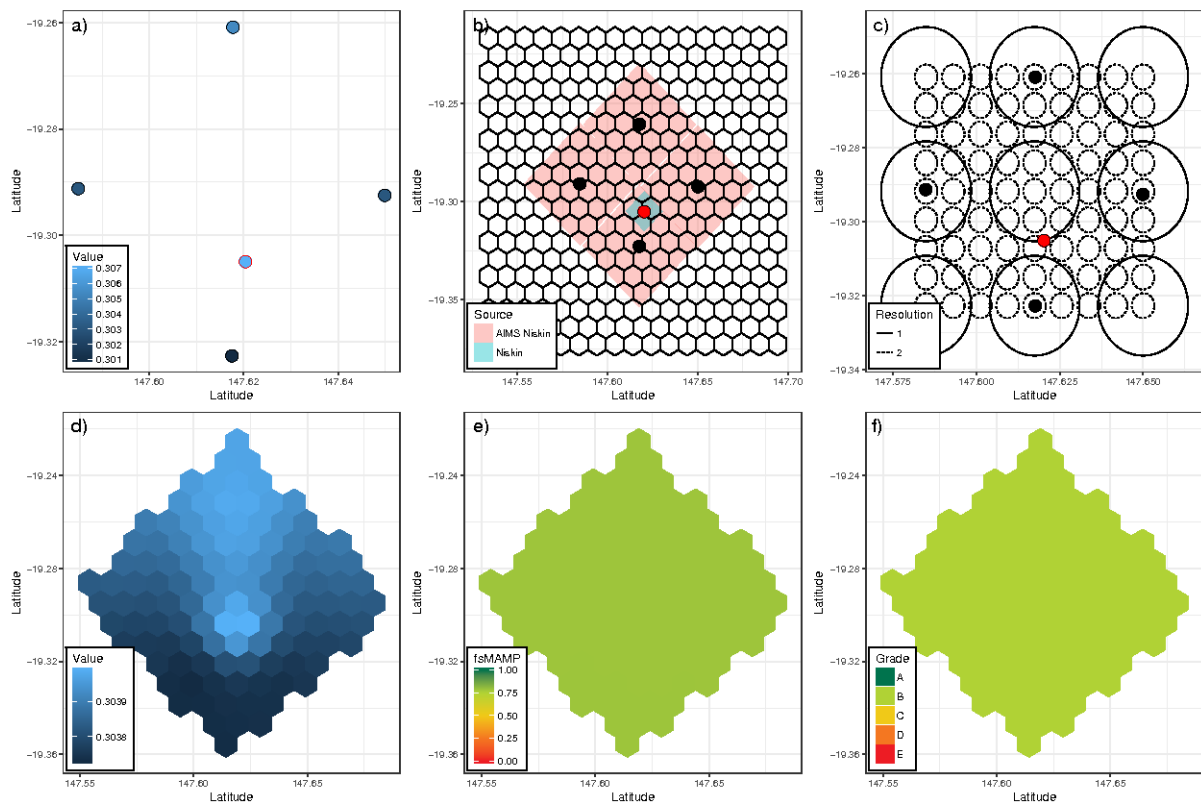 a)
−19.26
−19.28
−19.30
−19.32
Latitude
Value
0.307
0.306
0.305
0.304
0.303
0.302
0.301
147.60
147.62
147.64
Latitude
b)
−19.25
−19.30
−19.35
Latitude
Source
AIMS Niskin
Niskin
147.55
147.60
147.65
147.70
Latitude
c)
−19.26
−19.28
−19.30
−19.32
−19.34
Latitude
Resolution
1
2
147.575
147.600
147.625
147.650
Latitude
d)
−19.24
−19.28
−19.32
−19.36
Latitude
Value
0.3039
0.3038
147.55
147.60
147.65
Latitude
e)
−19.24
−19.28
−19.32
−19.36
Latitude
fsMAMP
1.00
0.75
0.50
0.25
0.00
147.55
147.60
147.65
Latitude
f)
−19.24
−19.28
−19.32
−19.36
Latitude
Grade
A
B
C
D
E
147.55
147.60
147.65
Latitude